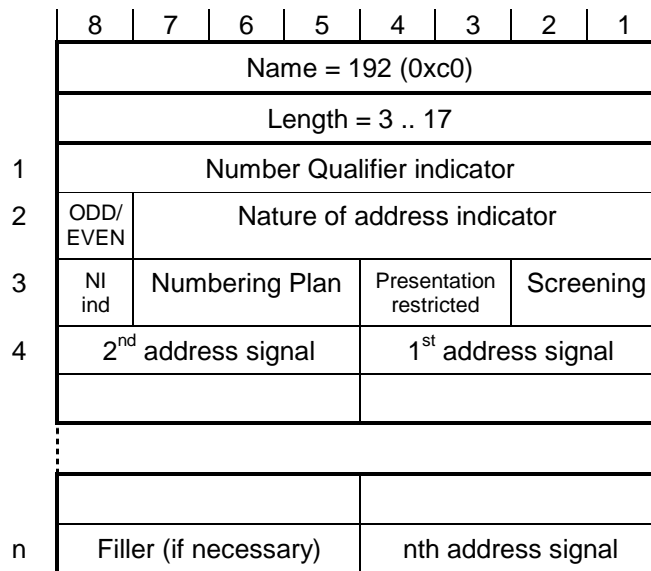 8 7 6 5 4 3 2 1
Name = 192 (0xc0)
Length = 3 .. 17
1 Number Qualifier indicator
2 ODD/ EVEN Nature of address indicator
3 NI ind Numbering Plan Presentation restricted Screening
4 2nd address signal 1st address signal
n Filler (if necessary) nth address signal